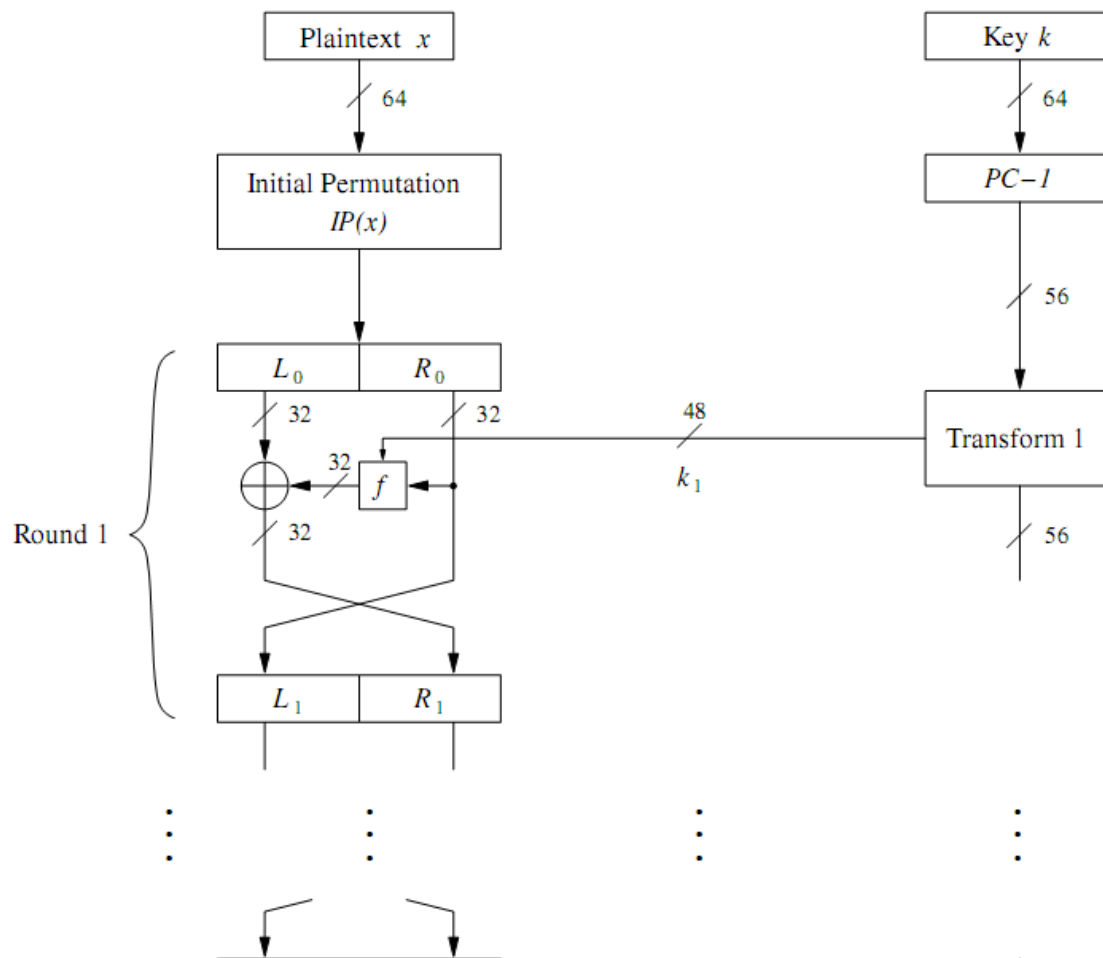 Plaintext x
Key k
64
64
Initial Permutation
IP(x)
PC-1
56
L0
R0
32
32
48
Transform 1
32
f
k1
Round 1
32
56
L1
R1